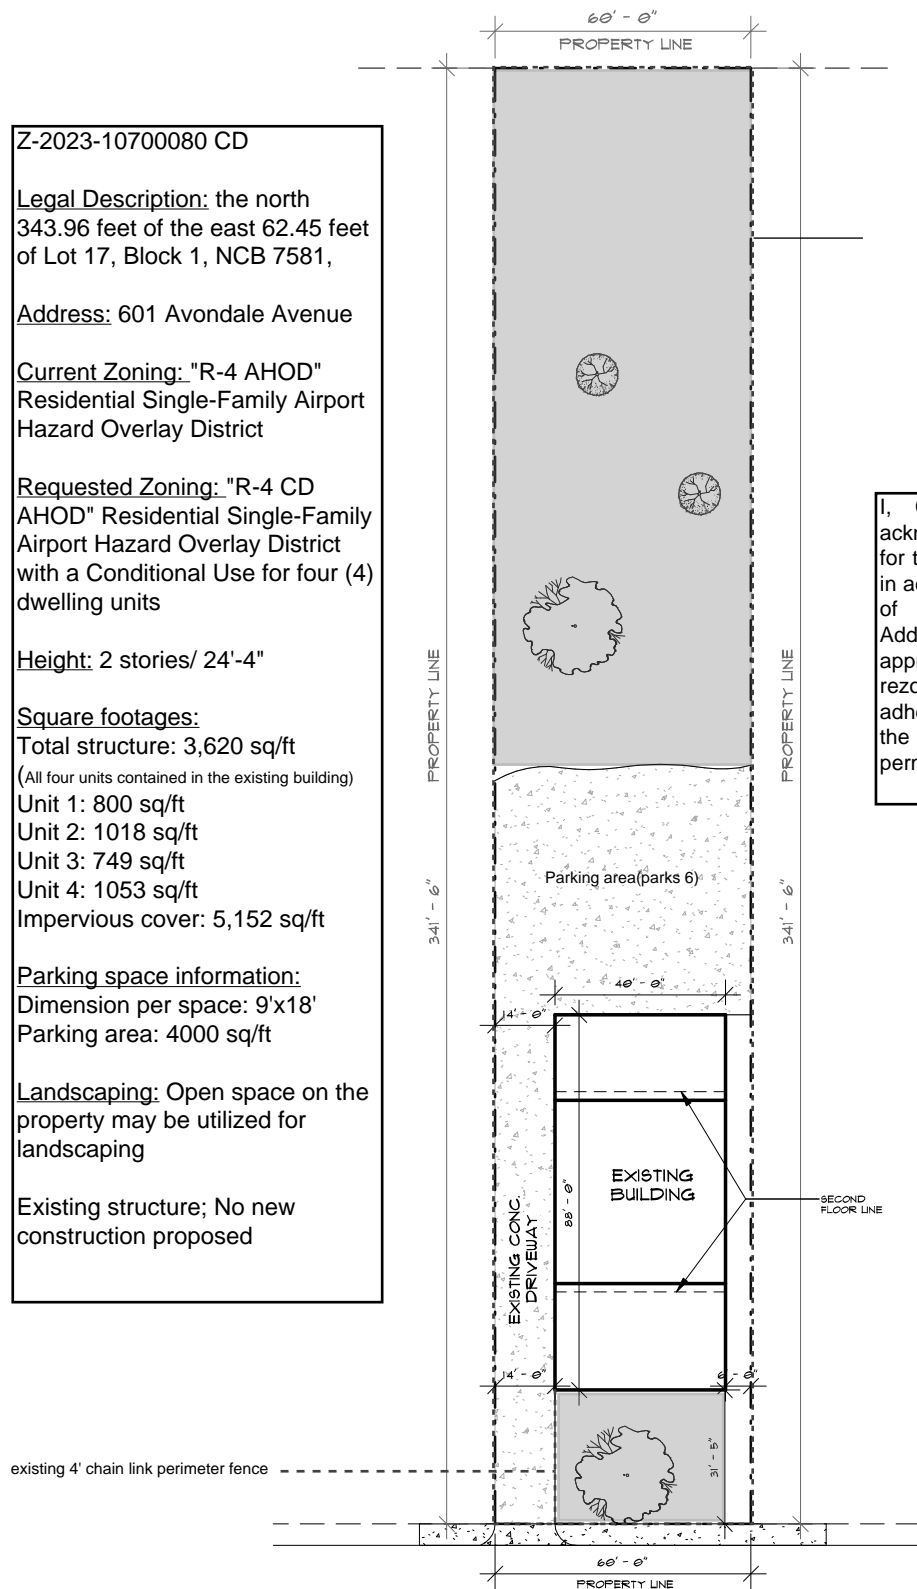 60' - 0"
PROPERTY LINE
Z-2023-10700080 CD
Legal Description: the north
343.96 feet of the east 62.45 feet
of Lot 17, Block 1, NCB 7581,
Address: 601 Avondale Avenue
Current Zoning: "R-4 AHOD"
Residential Single-Family Airport
Hazard Overlay District
Requested Zoning: "R-4 CD
AHOD" Residential Single-Family
Airport Hazard Overlay District
with a Conditional Use for four (4)
dwelling units
Height: 2 stories/ 24'-4"
Square footages:
Total structure: 3,620 sq/ft
(All four units contained in the existing building)
Unit 1: 800 sq/ft
Unit 2: 1018 sq/ft
Unit 3: 749 sq/ft
Unit 4: 1053 sq/ft
Impervious cover: 5,152 sq/ft
Parking space information:
Dimension per space: 9'x18'
Parking area: 4000 sq/ft
Landscaping: Open space on the
property may be utilized for
landscaping
Existing structure; No new
construction proposed
existing 4' chain link perimeter fence
PROPERTY LINE
341' - 6"
Parking area(parks 6)
40' - 0"
14' - 0"
EXISTING
BUILDING
88' - 0"
EXISTING CONC.
DRIVEWAY
SECOND
FLOOR LINE
14' - 0"
6' - 0"
31' - 5"
PROPERTY LINE
341' - 6"
I,
for t
in a
of
Add
app
rezo
adh
the
perm
60' - 0"
PROPERTY LINE